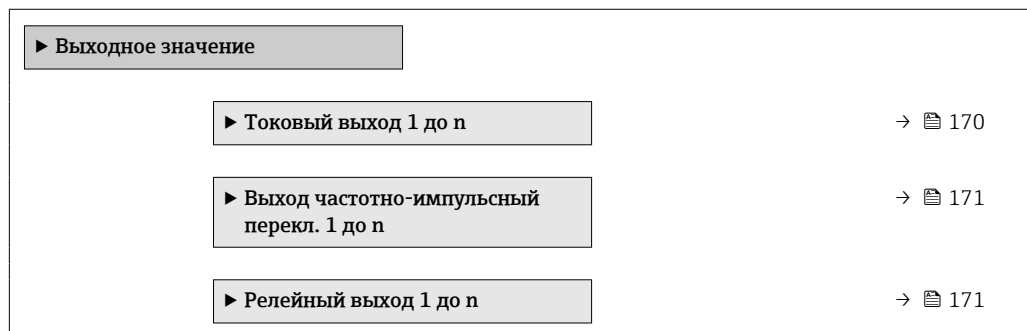 ▶ Выходное значение
▶ Токовый выход 1 до n → 170
▶ Выход частотно-импульсный → 171
перекл. 1 до n
▶ Релейный выход 1 до n → 171